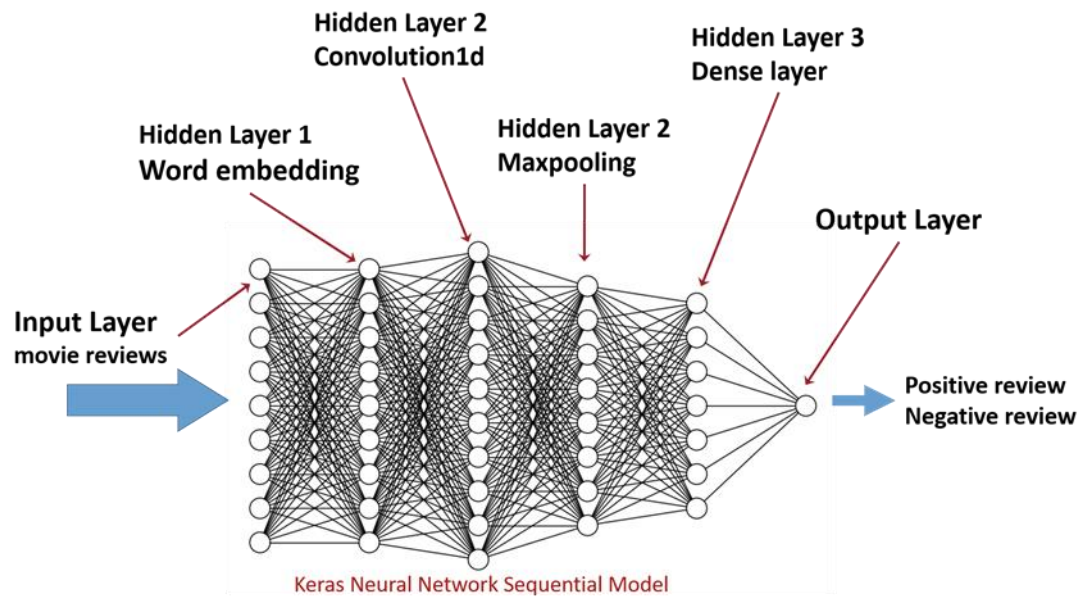 Hidden Layer 2
Convolution1d
Hidden Layer 3
Dense layer
Hidden Layer 1
Word embedding
Hidden Layer 2
Maxpooling
Output Layer
Input Layer
movie reviews
Positive review
Negative review
Keras Neural Network Sequential Model